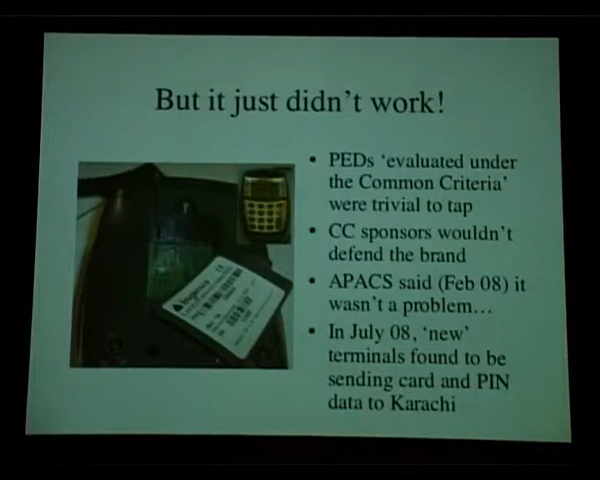 But it just didn't work!
• PEDs 'evaluated under
the Common Criteria'
were trivial to tap
• CC sponsors wouldn't
defend the brand
• APACS said (Feb 08) it
wasn't a problem…
• In July 08, 'new'
terminals found to be
sending card and PIN
data to Karachi
Ingenico